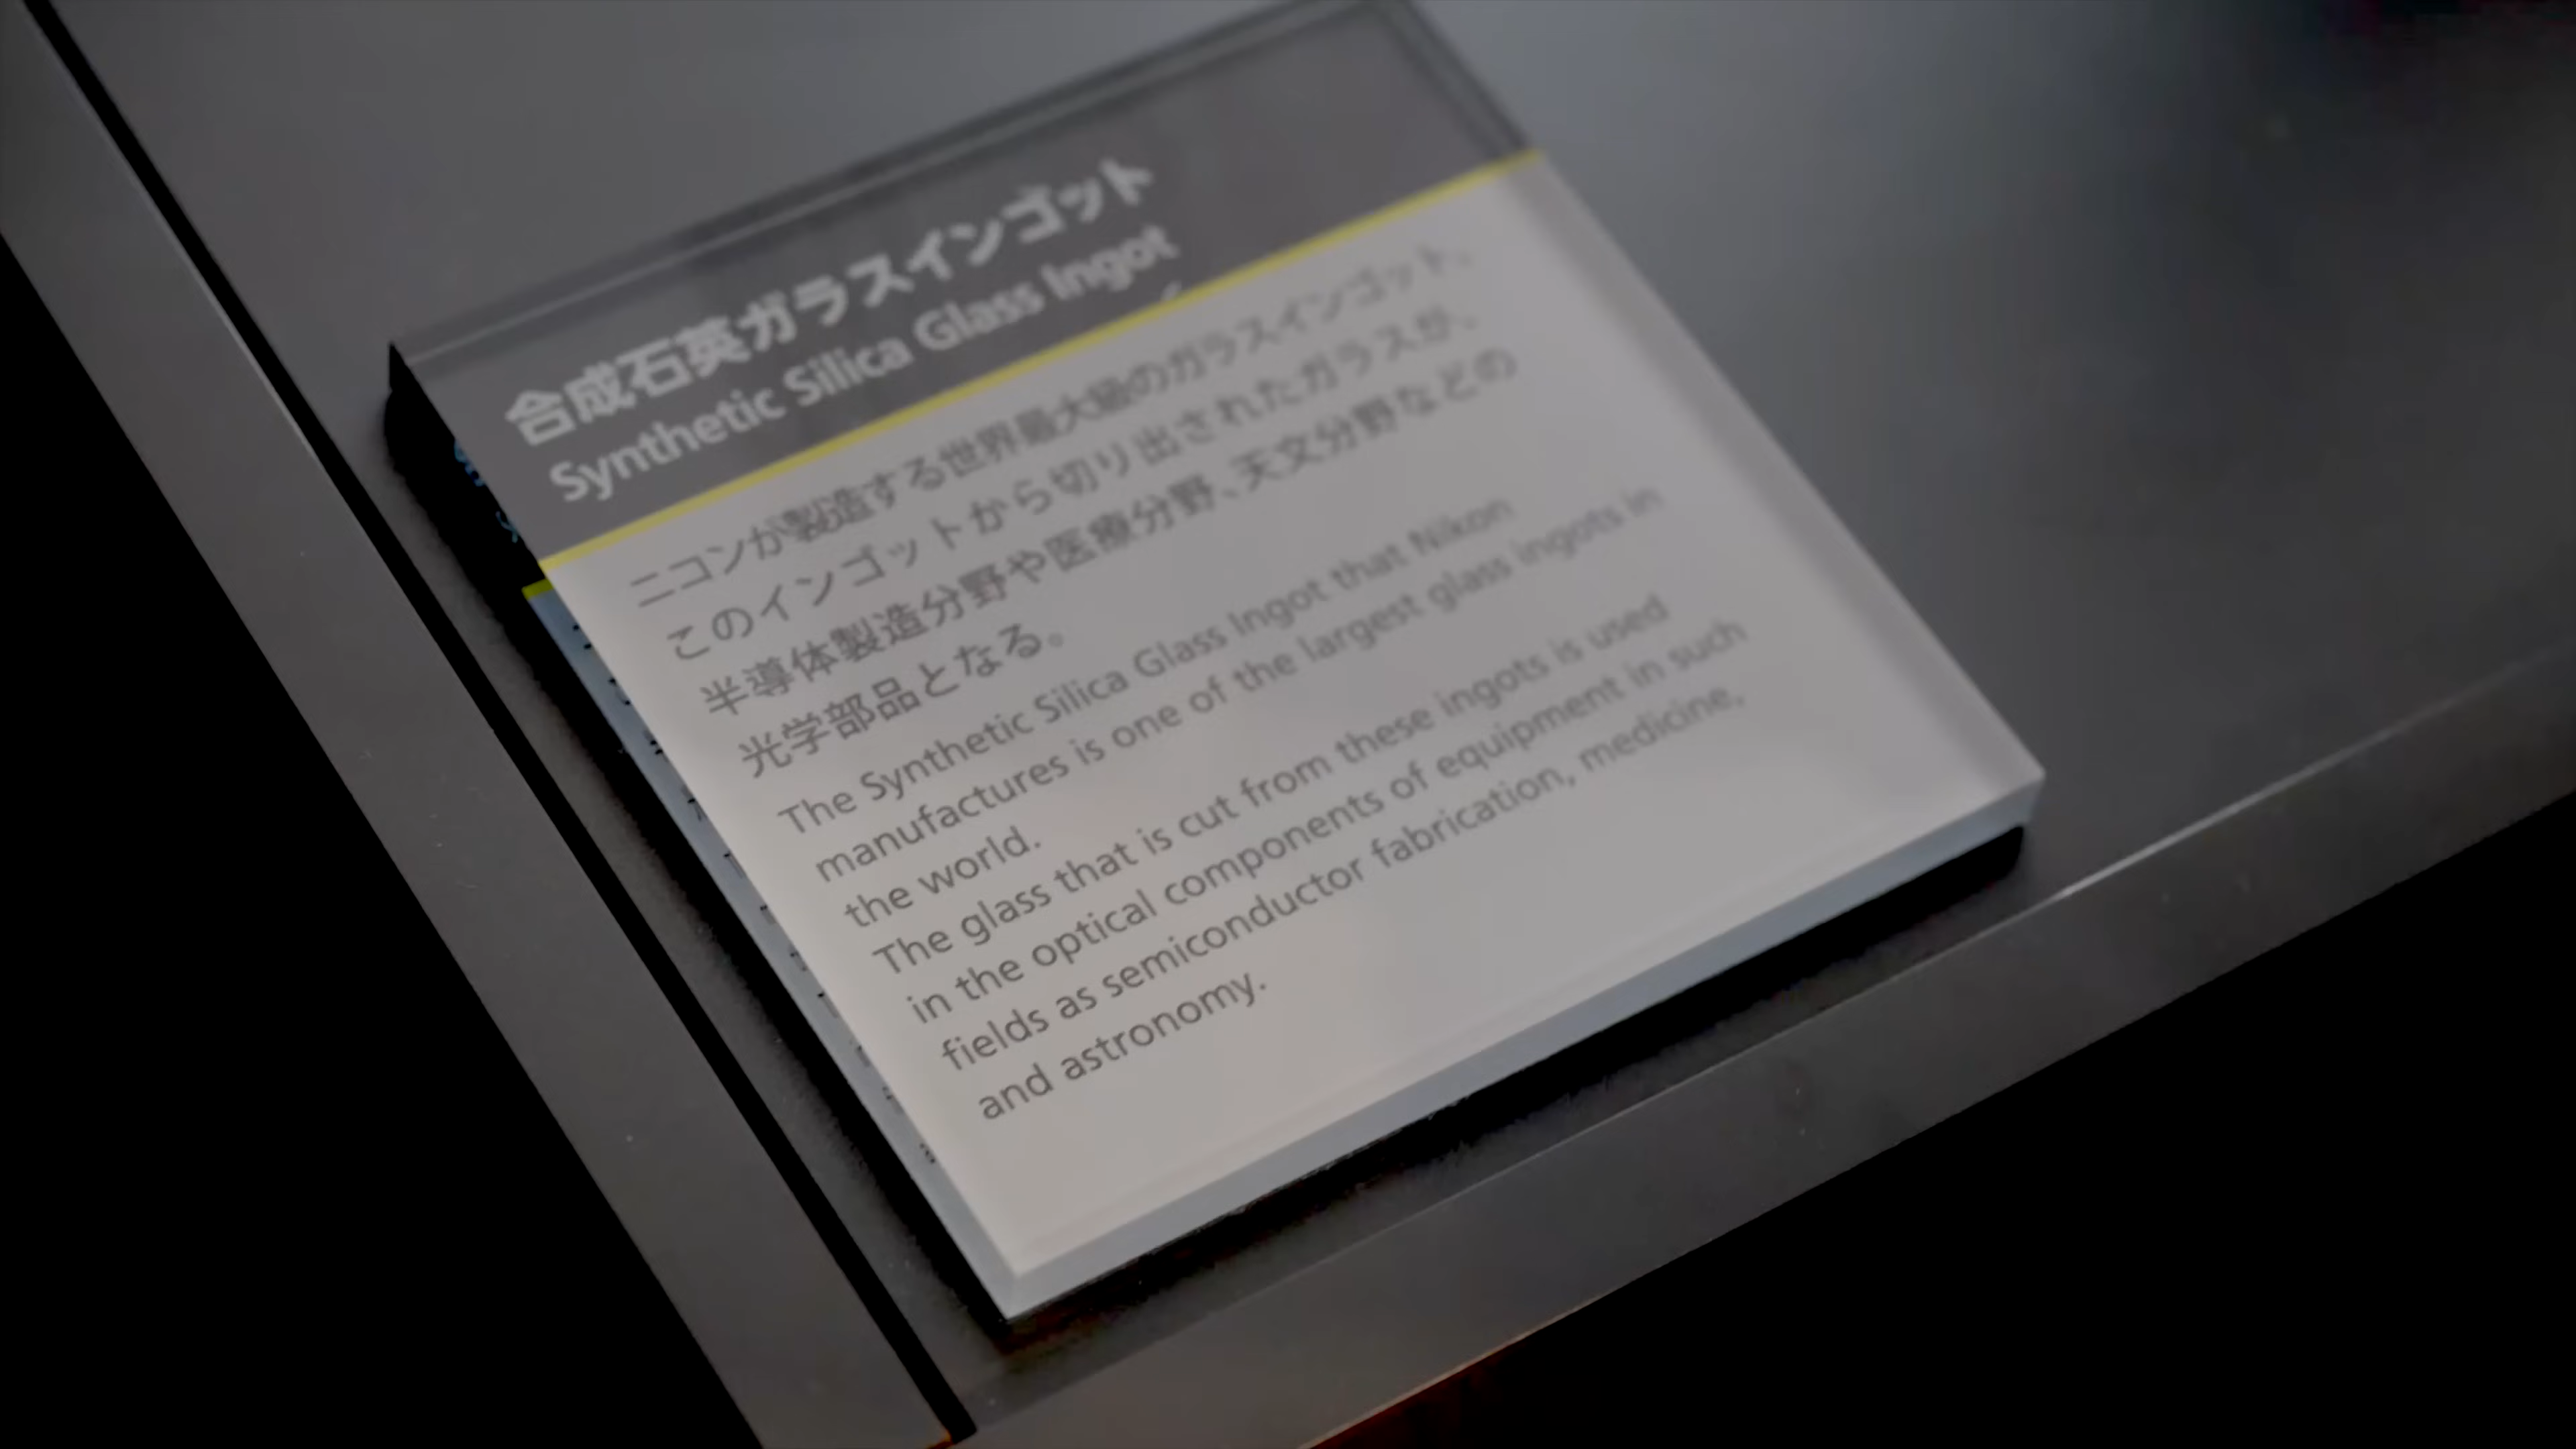 合成石英ガラスインゴット
Synthetic Silica Glass Ingot
ニコンが製造する世界最大級のガラスインゴット、
このインゴットから切り出されたガラスが、
半導体製造分野や医療分野、天文分野などの
光学部品となる。
The Synthetic Silica Glass Ingot that Nikon
manufactures is one of the largest glass ingots in
the world.
The glass that is cut from these ingots is used
in the optical components of equipment in such
fields as semiconductor fabrication, medicine,
and astronomy.